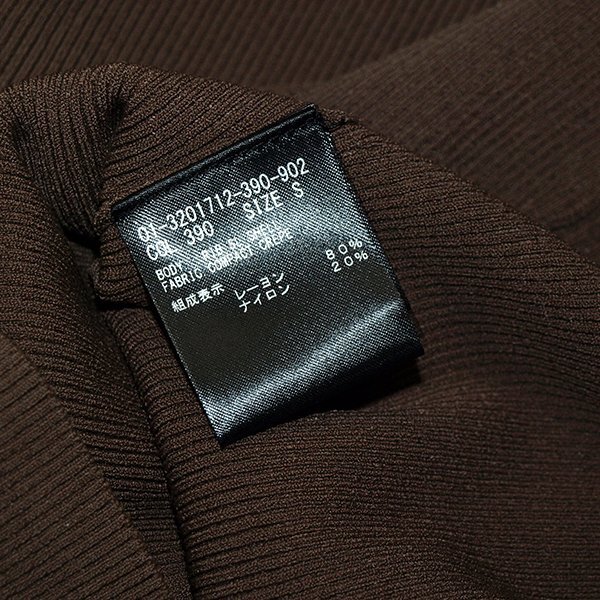 01-3201712-390-902
COL 390 SIZE S
BODY RIB
FABRIC COMPACT CREPE
組成表示 レーヨン 80%
ナイロン 20%